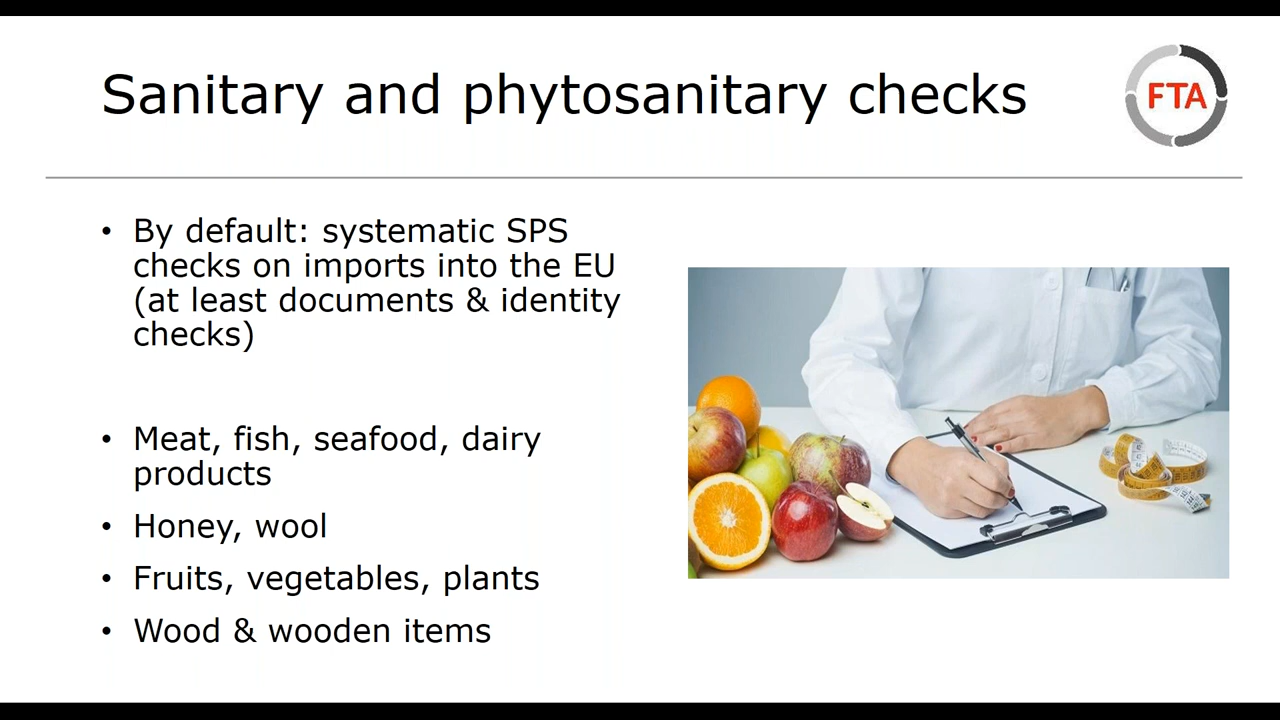 Sanitary and phytosanitary checks
FTA
• By default: systematic SPS
checks on imports into the EU
(at least documents & identity
checks)
• Meat, fish, seafood, dairy
products
• Honey, wool
• Fruits, vegetables, plants
• Wood & wooden items